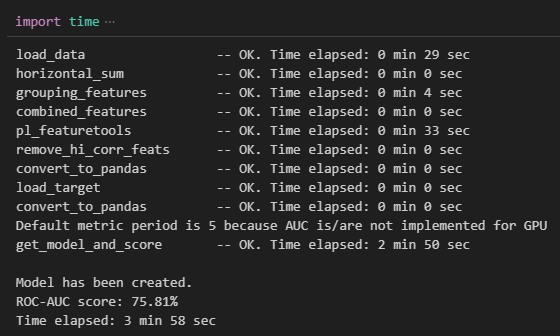 import time ...
load_data -- OK. Time elapsed: 0 min 29 sec
horizontal_sum -- OK. Time elapsed: 0 min 0 sec
grouping_features -- OK. Time elapsed: 0 min 4 sec
combined_features -- OK. Time elapsed: 0 min 0 sec
pl_featuretools -- OK. Time elapsed: 0 min 33 sec
remove_hi_corr_feats -- OK. Time elapsed: 0 min 0 sec
convert_to_pandas -- OK. Time elapsed: 0 min 0 sec
load_target -- OK. Time elapsed: 0 min 0 sec
convert_to_pandas -- OK. Time elapsed: 0 min 0 sec
Default metric period is 5 because AUC is/are not implemented for GPU
get_model_and_score -- OK. Time elapsed: 2 min 50 sec
Model has been created.
ROC-AUC score: 75.81%
Time elapsed: 3 min 58 sec